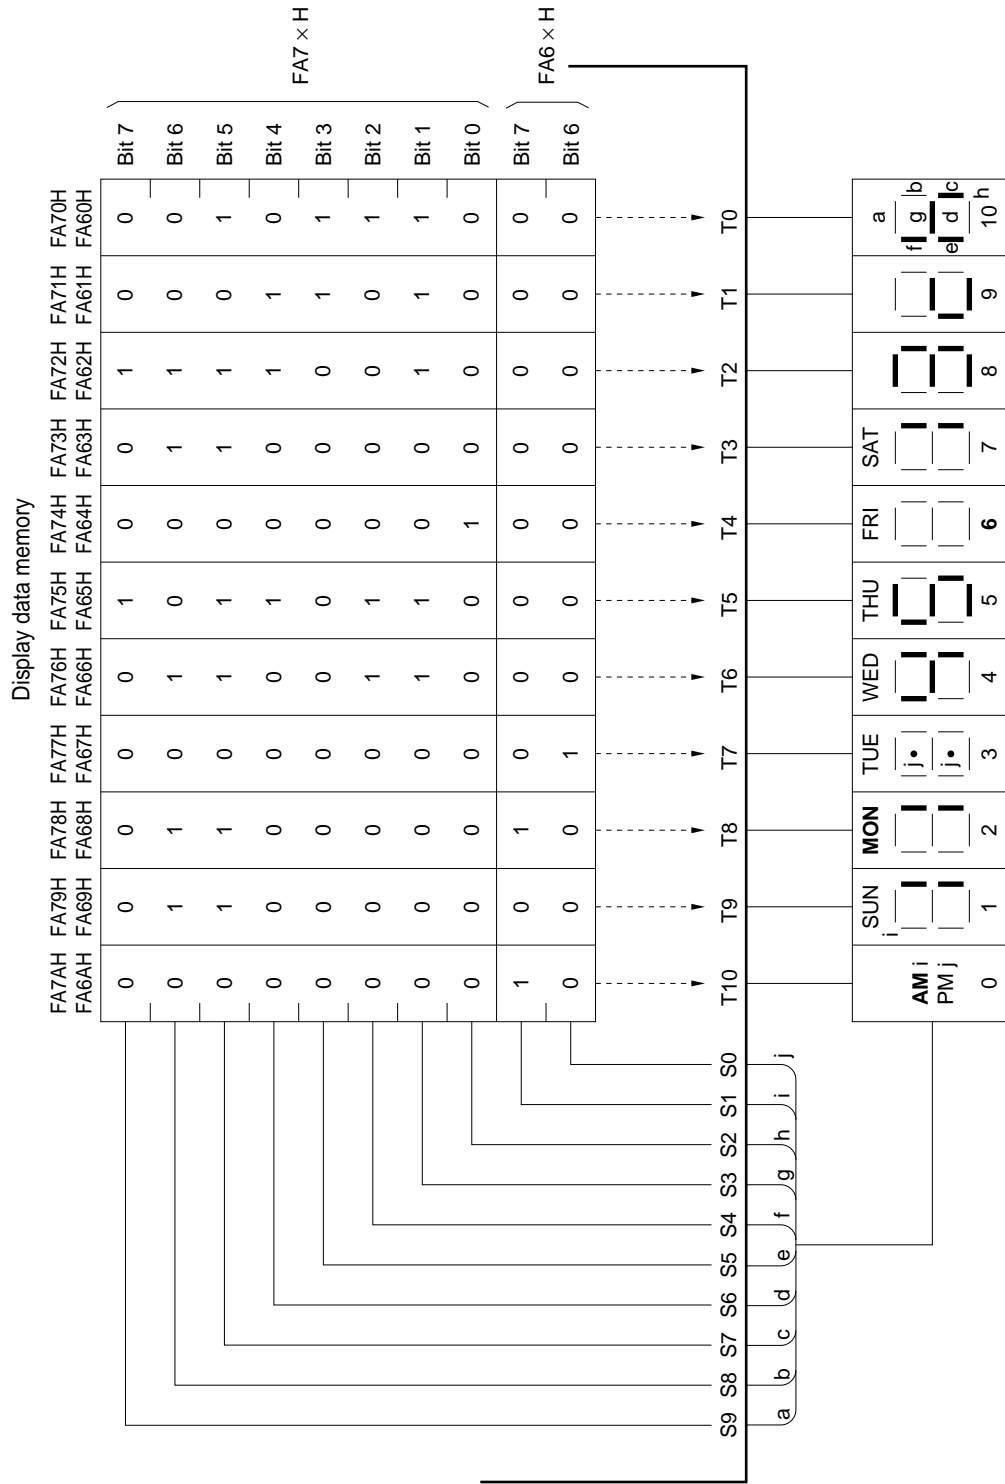 Display data memory
FA7AH FA79H FA78H FA77H FA76H FA75H FA74H FA73H FA72H FA71H FA70H
FA6AH FA69H FA68H FA67H FA66H FA65H FA64H FA63H FA62H FA61H FA60H
0 0 0 0 0 1 0 0 1 0 0 Bit 7
0 1 1 0 1 0 0 1 1 0 0 Bit 6
0 1 1 0 1 1 0 1 1 0 1 Bit 5
0 0 0 0 0 1 0 0 1 1 0 Bit 4
FA7 × H
0 0 0 0 0 0 0 0 0 1 1 Bit 3
0 0 0 0 1 1 0 0 0 0 1 Bit 2
0 0 0 0 1 1 0 0 1 1 1 Bit 1
0 0 0 0 0 0 1 0 0 0 0 Bit 0
1 0 1 0 0 0 0 0 0 0 0 Bit 7
FA6 × H
0 0 0 1 0 0 0 0 0 0 0 Bit 6
S9 S8 S7 S6 S5 S4 S3 S2 S1 S0 T10 T9 T8 T7 T6 T5 T4 T3 T2 T1 T0
a b c d e f g h i j
SUN MON TUE WED THU FRI SAT a
i
AM i j f g b
PM j j e d c
h
0 1 2 3 4 5 6 7 8 9 10